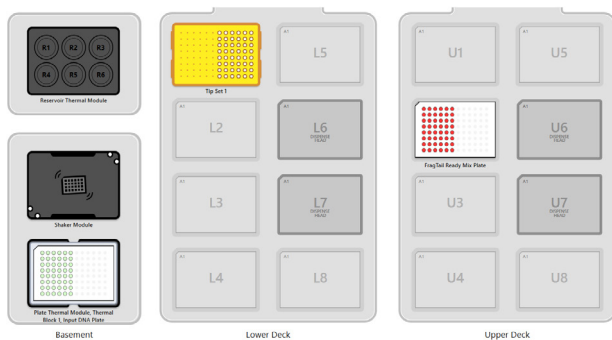 R1 R2 R3
R4 R5 R6
Reservoir Thermal Module
Shaker Module
Plate Thermal Module, Thermal
Block 1, Input DNA Plate
Basement
Tip Set 1
A1 L5
A1 L2
A1 L6
DISPENSE
HEAD
A1 L3
A1 L7
DISPENSE
HEAD
A1 L4
A1 L8
Lower Deck
A1 U1
A1 U5
FragTail Ready Mix Plate
A1 U6
DISPENSE
HEAD
A1 U3
A1 U7
DISPENSE
HEAD
A1 U4
A1 U8
Upper Deck